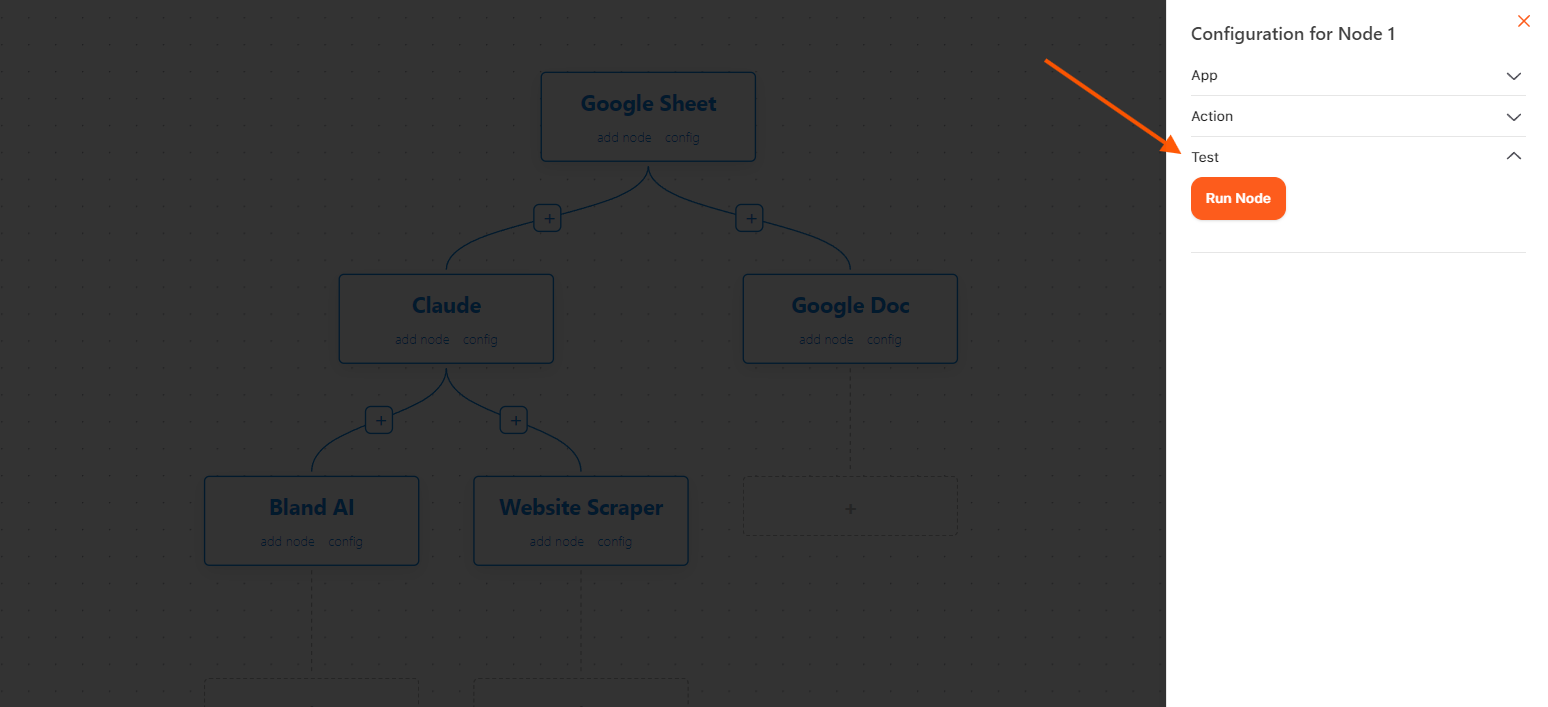 Configuration for Node 1
App
Action
Test
Run Node
Google Sheet
add node config
+ +
Claude
add node config
Google Doc
add node config
+ +
Bland AI
add node config
Website Scraper
add node config
+